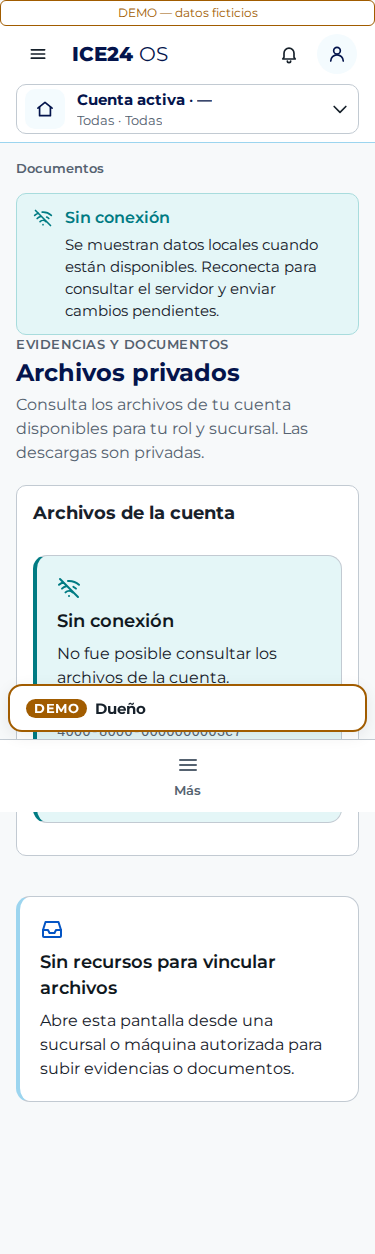 DEMO — datos ficticios
ICE24 OS
Cuenta activa · —
Todas · Todas
Documentos
Sin conexión
Se muestran datos locales cuando
están disponibles. Reconecta para
consultar el servidor y enviar
cambios pendientes.
EVIDENCIAS Y DOCUMENTOS
Archivos privados
Consulta los archivos de tu cuenta
disponibles para tu rol y sucursal. Las
descargas son privadas.
Archivos de la cuenta
Sin conexión
No fue posible consultar los
archivos de la cuenta.
DEMO Dueño
Más
Sin recursos para vincular
archivos
Abre esta pantalla desde una
sucursal o máquina autorizada para
subir evidencias o documentos.